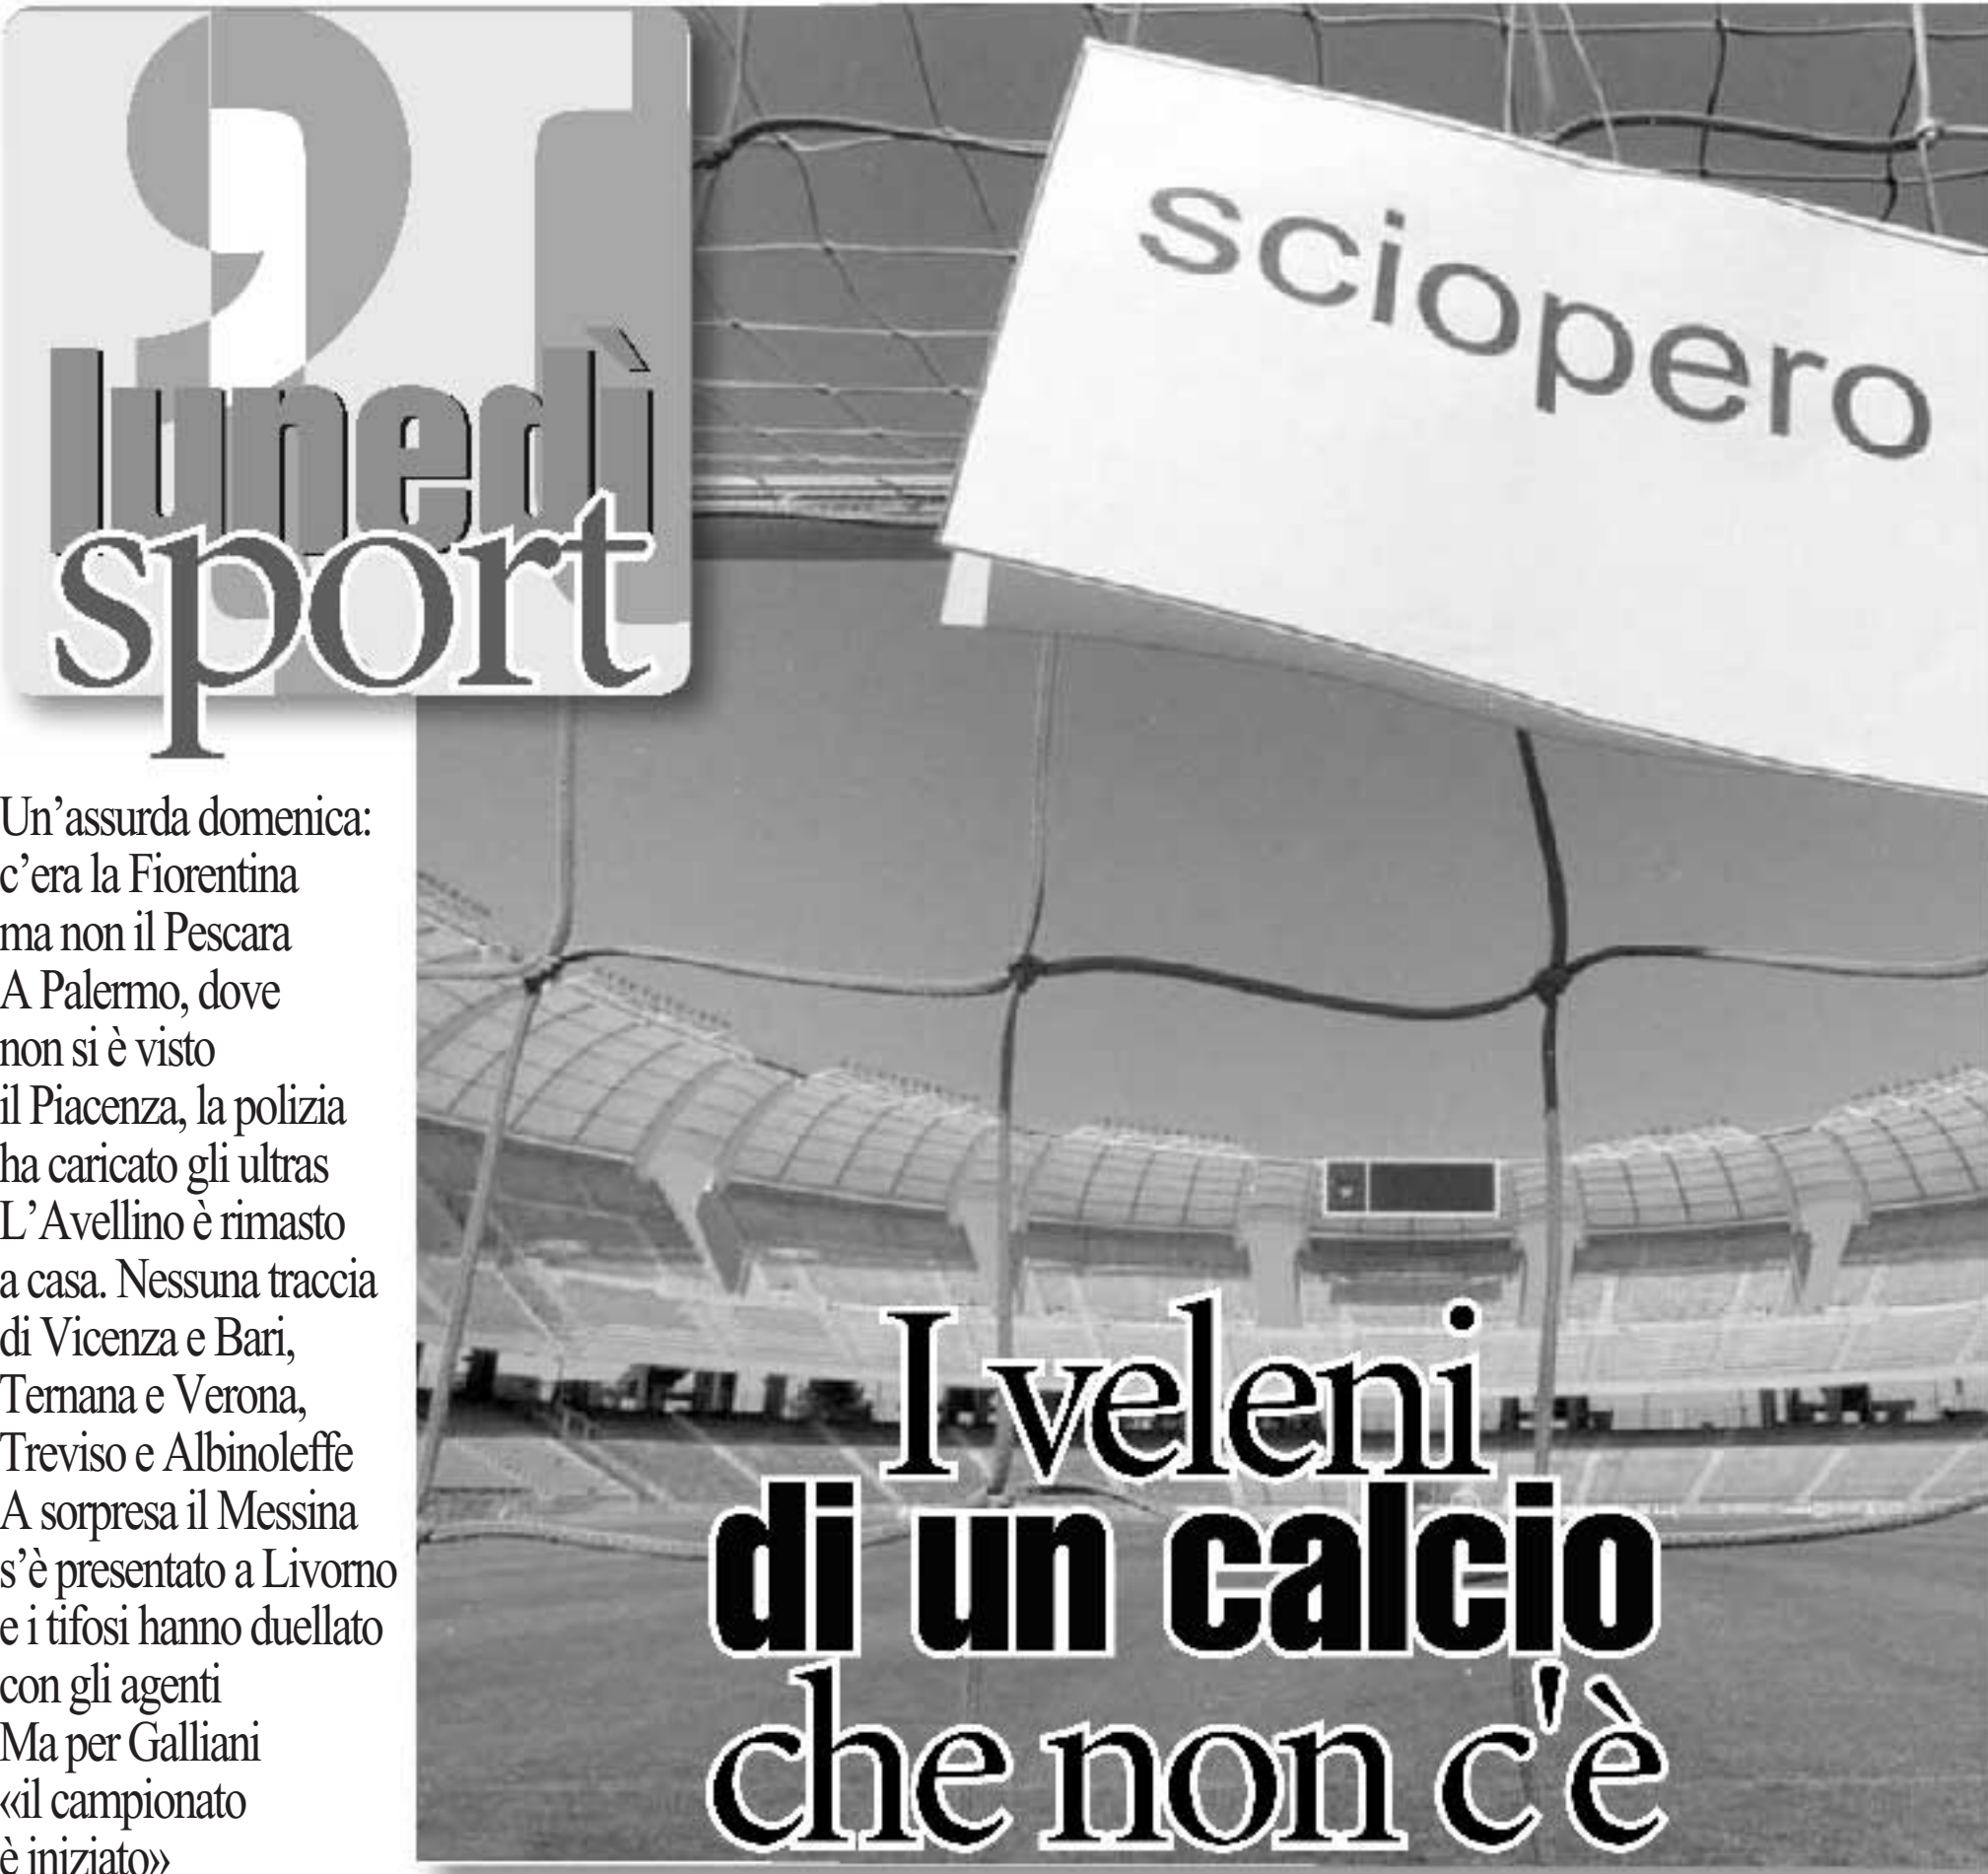 lunedì
sport
sciopero
Un’assurda domenica:
c’era la Fiorentina
ma non il Pescara
A Palermo, dove
non si è visto
il Piacenza, la polizia
ha caricato gli ultras
L’Avellino è rimasto
a casa. Nessuna traccia
di Vicenza e Bari,
Ternana e Verona,
Treviso e Albinoleffe
A sorpresa il Messina
s’è presentato a Livorno
e i tifosi hanno duellato
con gli agenti
Ma per Galliani
«il campionato
è iniziato»
I veleni
di un calcio
che non c'è